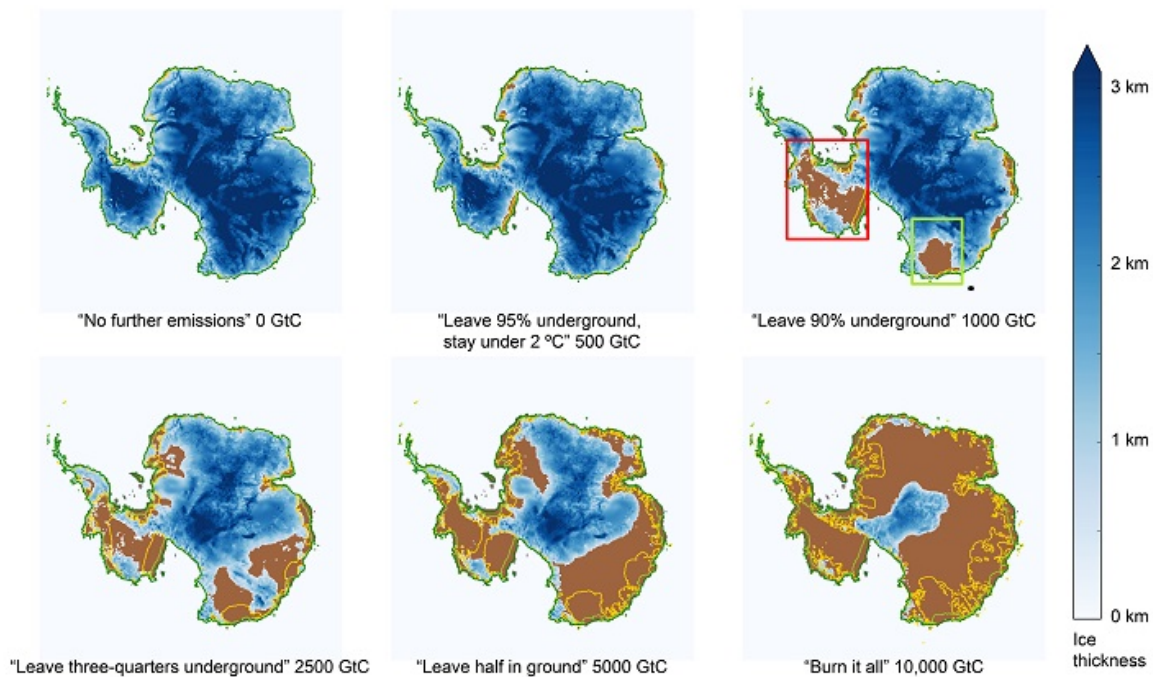 “No further emissions” 0 GtC
“Leave 95% underground,
stay under 2 ºC” 500 GtC
“Leave 90% underground” 1000 GtC
3 km
2 km
1 km
0 km
Ice
thickness
“Leave three-quarters underground” 2500 GtC
“Leave half in ground” 5000 GtC
“Burn it all” 10,000 GtC